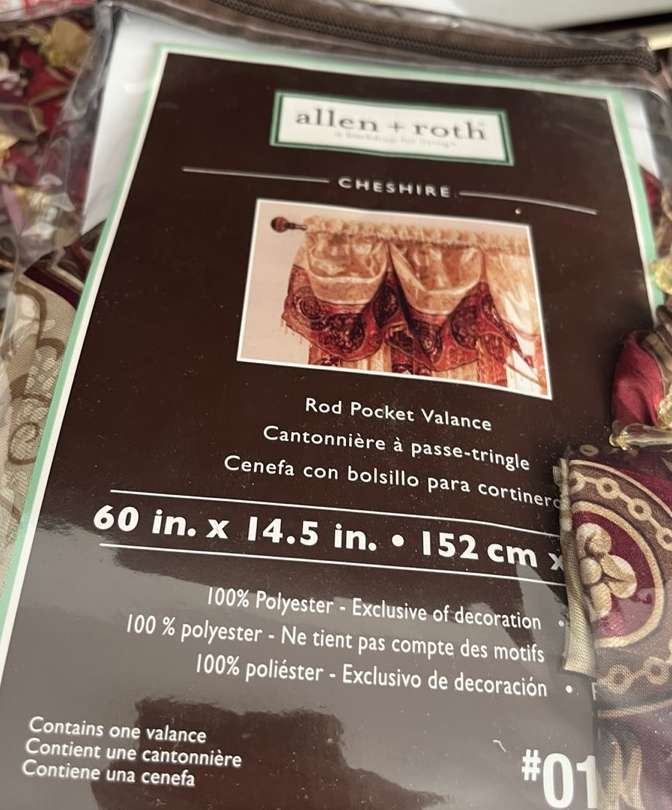 allen + roth
CHESHIRE
Rod Pocket Valance
Cantonnière à passe-tringle
Cenefa con bolsillo para cortinero
60 in. x 14.5 in. • 152 cm x
100% Polyester - Exclusive of decoration •
100 % polyester - Ne tient pas compte des motifs
100% poliéster - Exclusivo de decoración •
Contains one valance
Contient une cantonnière
Contiene una cenefa
#01